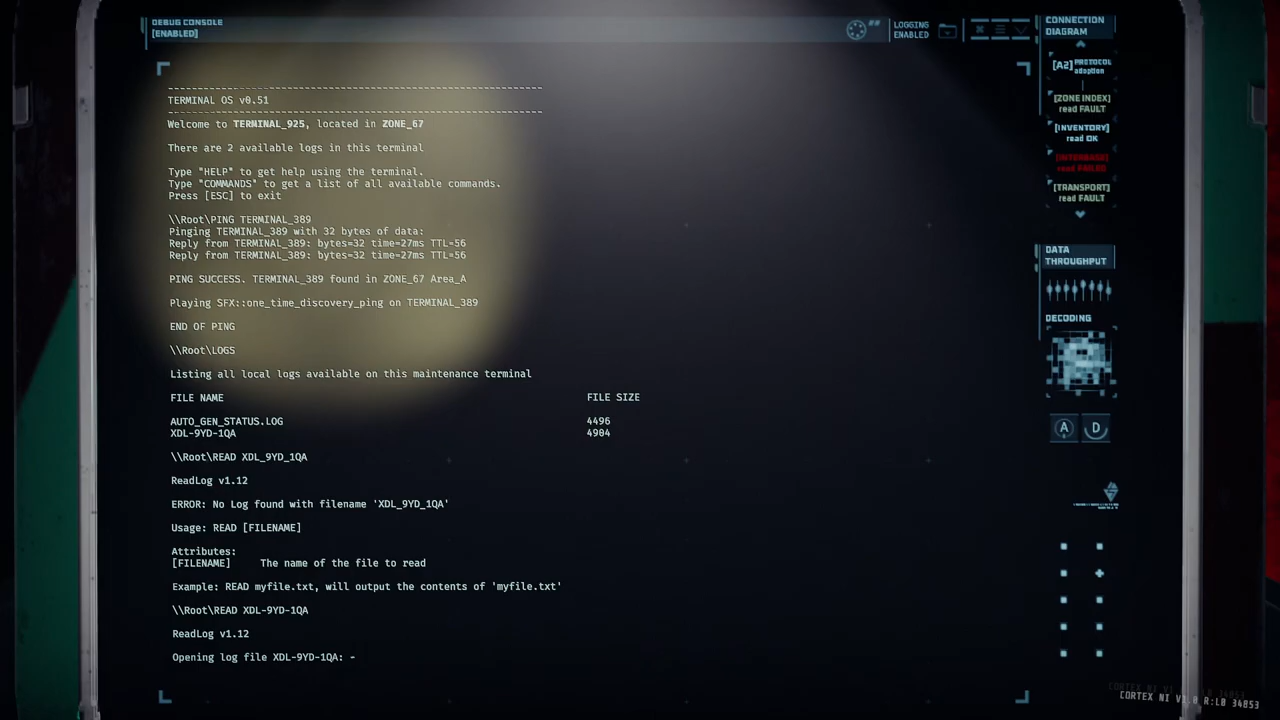 DEBUG CONSOLE
[ENABLED]
LOGGING
ENABLED
CONNECTION
DIAGRAM
[A2] PROTOCOL
adaption
[ZONE INDEX]
read FAULT
[INVENTORY]
read OK
read FAILED
[TRANSPORT]
read FAULT
DATA
THROUGHPUT
DECODING
A D
------------------------------------------------------------------
TERMINAL OS v0.51
------------------------------------------------------------------
Welcome to TERMINAL_925, located in ZONE_67
There are 2 available logs in this terminal
Type "HELP" to get help using the terminal.
Type "COMMANDS" to get a list of all available commands.
Press [ESC] to exit
\\Root\PING TERMINAL_389
Pinging TERMINAL_389 with 32 bytes of data:
Reply from TERMINAL_389: bytes=32 time=27ms TTL=56
Reply from TERMINAL_389: bytes=32 time=27ms TTL=56
PING SUCCESS. TERMINAL_389 found in ZONE_67 Area_A
Playing SFX::one_time_discovery_ping on TERMINAL_389
END OF PING
\\Root\LOGS
Listing all local logs available on this maintenance terminal
FILE NAME FILE SIZE
AUTO_GEN_STATUS.LOG 4496
XDL-9YD-1QA 4904
\\Root\READ XDL_9YD_1QA
ReadLog v1.12
ERROR: No Log found with filename 'XDL_9YD_1QA'
Usage: READ [FILENAME]
Attributes:
[FILENAME] The name of the file to read
Example: READ myfile.txt, will output the contents of 'myfile.txt'
\\Root\READ XDL-9YD-1QA
ReadLog v1.12
Opening log file XDL-9YD-1QA: -
CORTEX NI V1.0 R:L0 34853